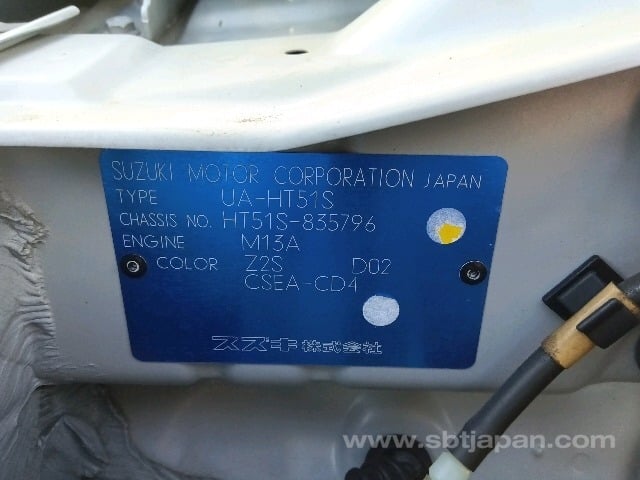 SUZUKI MOTOR CORPORATION JAPAN
TYPE UA-HT51S
CHASSIS NO. HT51S-835796
ENGINE M13A
COLOR Z2S D02
CSEA-CD4
スズキ株式会社
www.sbtjapan.com